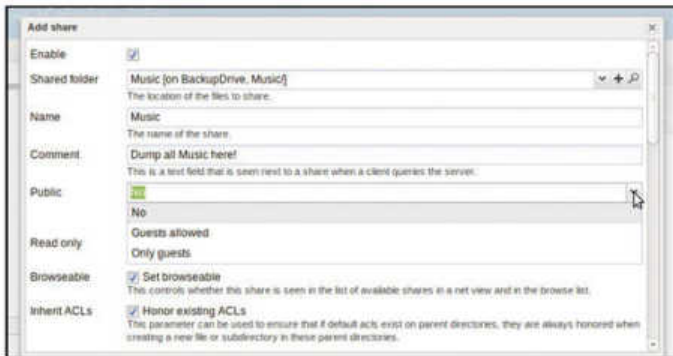 Add share
Enable
Shared folder Music [on BackupDrive, Music/]
The location of the files to share.
Name Music
The name of the share.
Comment Dump all Music here!
This is a text field that is seen next to a share when a client queries the server.
Public No
No
Guests allowed
Read only
Only guests
Browseable Set browseable
This controls whether this share is seen in the list of available shares in a net view and in the browse list.
Inherit ACLs Honor existing ACLs
This parameter can be used to ensure that if default acls exist on parent directories, they are always honored when
creating a new file or subdirectory in these parent directories.